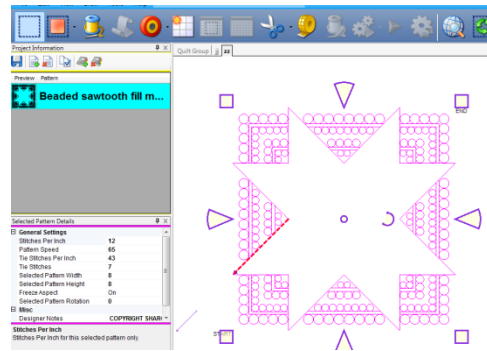 Project Information
Quilt Group
Preview Pattern
Beaded sawtooth fill m...
END
Selected Pattern Details
General Settings
Stitches Per Inch 12
Pattern Speed 65
Tie Stitches Per Inch 43
Tie Stitches 7
Selected Pattern Width 8
Selected Pattern Height 8
Freeze Aspect On
Selected Pattern Rotation 0
Misc
Designer Notes COPYRIGHT SHARI
Stitches Per Inch
Stitches Per Inch for this selected pattern only.